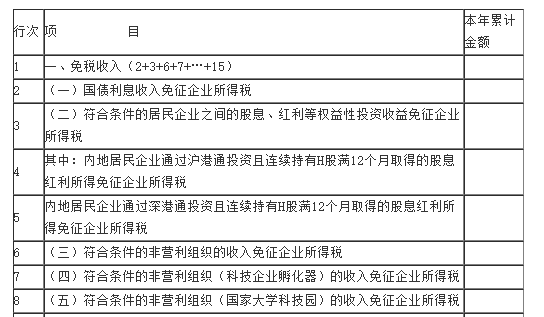 行次 项 目 本年累计
金额
1 一、免税收入（2+3+6+7+…+15）
2 （一）国债利息收入免征企业所得税
3 （二）符合条件的居民企业之间的股息、红利等权益性投资收益免征企业
所得税
4 其中：内地居民企业通过沪港通投资且连续持有H股满12个月取得的股息
红利所得免征企业所得税
5 内地居民企业通过深港通投资且连续持有H股满12个月取得的股息红利所
得免征企业所得税
6 （三）符合条件的非营利组织的收入免征企业所得税
7 （四）符合条件的非营利组织（科技企业孵化器）的收入免征企业所得税
8 （五）符合条件的非营利组织（国家大学科技园）的收入免征企业所得税